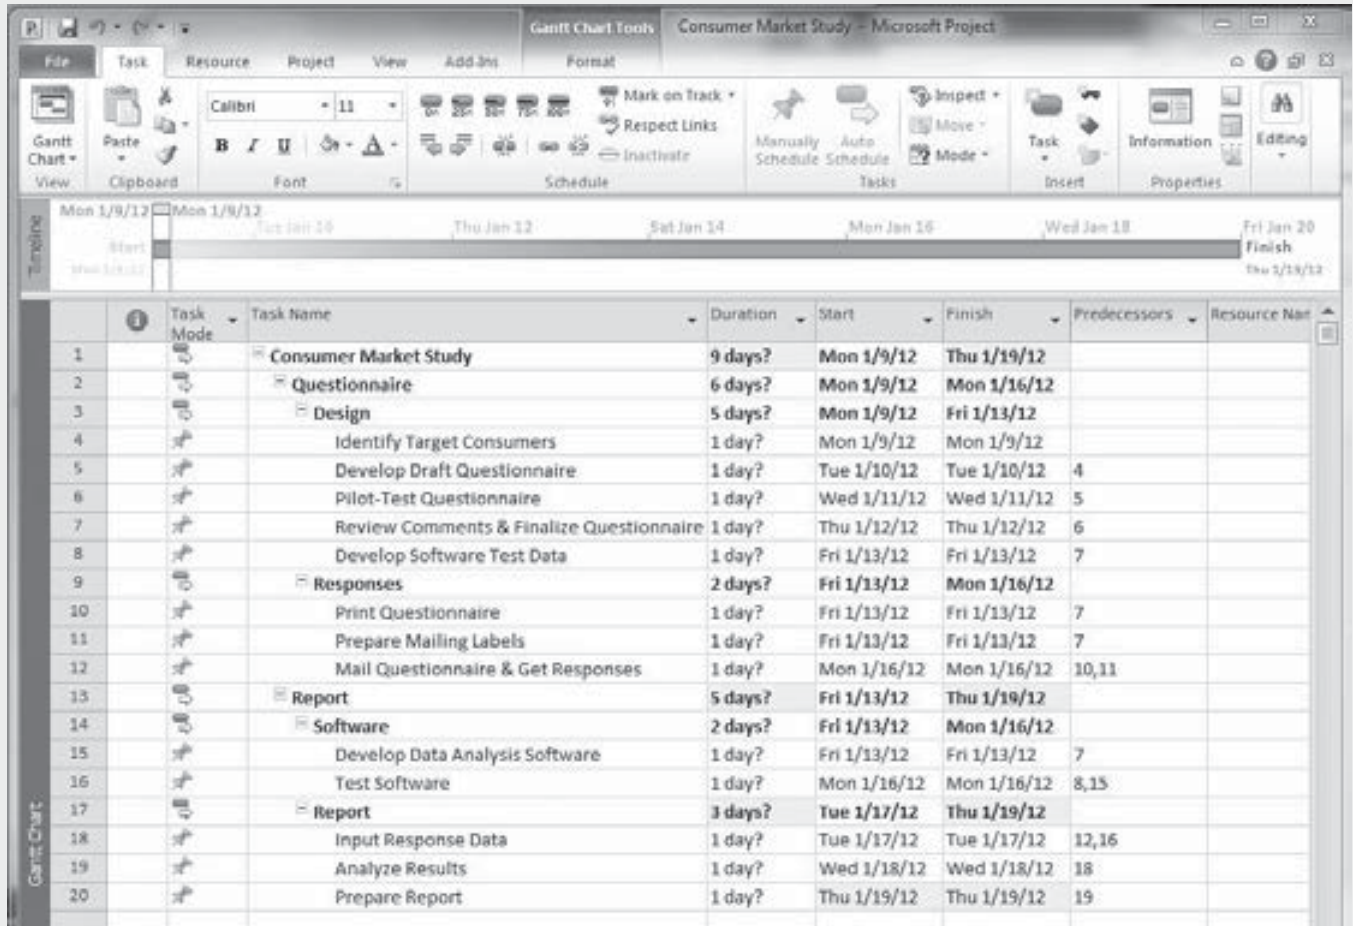 Gantt Chart Tools Consumer Market Study – Microsoft Project
File Task Resource Project View Add-Ins Format
Calibri 11
Mark on Track
Respect Links
Inactivate
Gantt Chart
Paste
B I U A
Manually Schedule
Auto Schedule
Inspect
Move
Mode
Task
Information
Editing
View Clipboard Font Schedule Tasks Insert Properties
Timeline
Mon 1/9/12 Mon 1/9/12
Thu Jan 12 Sat Jan 14 Mon Jan 16 Wed Jan 18 Fri Jan 20
Start Finish
Thu 1/19/12
Task Mode Task Name Duration Start Finish Predecessors Resource Nar
1 Consumer Market Study 9 days? Mon 1/9/12 Thu 1/19/12
2 Questionnaire 6 days? Mon 1/9/12 Mon 1/16/12
3 Design 5 days? Mon 1/9/12 Fri 1/13/12
4 Identify Target Consumers 1 day? Mon 1/9/12 Mon 1/9/12
5 Develop Draft Questionnaire 1 day? Tue 1/10/12 Tue 1/10/12 4
6 Pilot-Test Questionnaire 1 day? Wed 1/11/12 Wed 1/11/12 5
7 Review Comments & Finalize Questionnaire 1 day? Thu 1/12/12 Thu 1/12/12 6
8 Develop Software Test Data 1 day? Fri 1/13/12 Fri 1/13/12 7
9 Responses 2 days? Fri 1/13/12 Mon 1/16/12
10 Print Questionnaire 1 day? Fri 1/13/12 Fri 1/13/12 7
11 Prepare Mailing Labels 1 day? Fri 1/13/12 Fri 1/13/12 7
12 Mail Questionnaire & Get Responses 1 day? Mon 1/16/12 Mon 1/16/12 10,11
13 Report 5 days? Fri 1/13/12 Thu 1/19/12
14 Software 2 days? Fri 1/13/12 Mon 1/16/12
15 Develop Data Analysis Software 1 day? Fri 1/13/12 Fri 1/13/12 7
16 Test Software 1 day? Mon 1/16/12 Mon 1/16/12 8,15
17 Report 3 days? Tue 1/17/12 Thu 1/19/12
18 Input Response Data 1 day? Tue 1/17/12 Tue 1/17/12 12,16
19 Analyze Results 1 day? Wed 1/18/12 Wed 1/18/12 18
20 Prepare Report 1 day? Thu 1/19/12 Thu 1/19/12 19
Gantt Chart